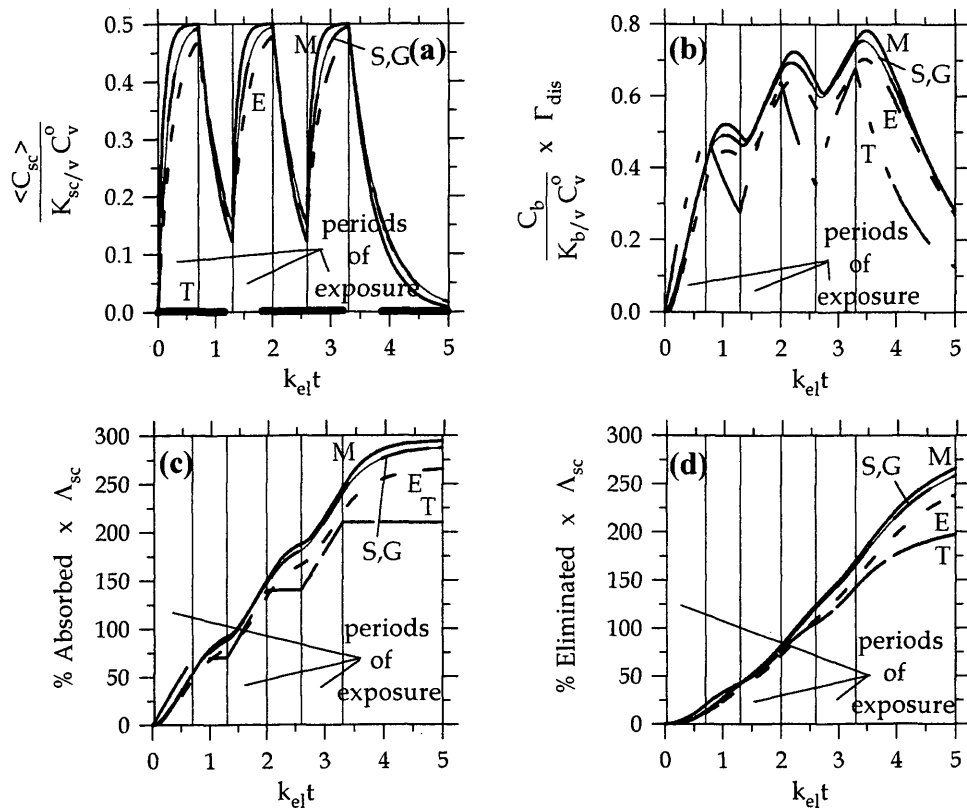 (a)
<C_sc>
K_sc/v C_v^o
0.5
0.4
0.3
0.2
0.1
0.0
M
S,G
E
T
periods
of
exposure
0 1 2 3 4 5
k_el t
(b)
C_b
K_b/v C_v^o
x Γ_dis
0.8
0.6
0.4
0.2
0.0
M
S,G
E
T
periods
of
exposure
0 1 2 3 4 5
k_el t
(c)
% Absorbed x Λ_sc
300
250
200
150
100
50
0
M
E
T
S,G
periods
of
exposure
0 1 2 3 4 5
k_el t
(d)
% Eliminated x Λ_sc
300
250
200
150
100
50
0
M
S,G
E
T
periods
of
exposure
0 1 2 3 4 5
k_el t